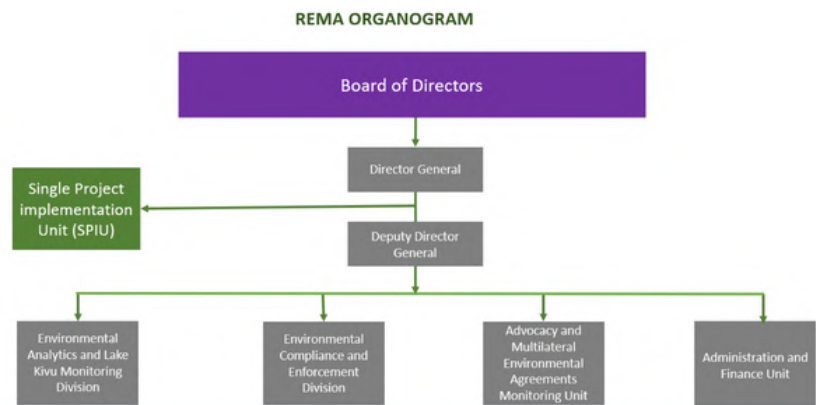 REMA ORGANOGRAM
Board of Directors
Director General
Single Project
implementation
Unit (SPIU)
Deputy Director
General
Environmental
Analytics and Lake
Kivu Monitoring
Division
Environmental
Compliance and
Enforcement
Division
Advocacy and
Multilateral
Environmental
Agreements
Monitoring Unit
Administration and
Finance Unit